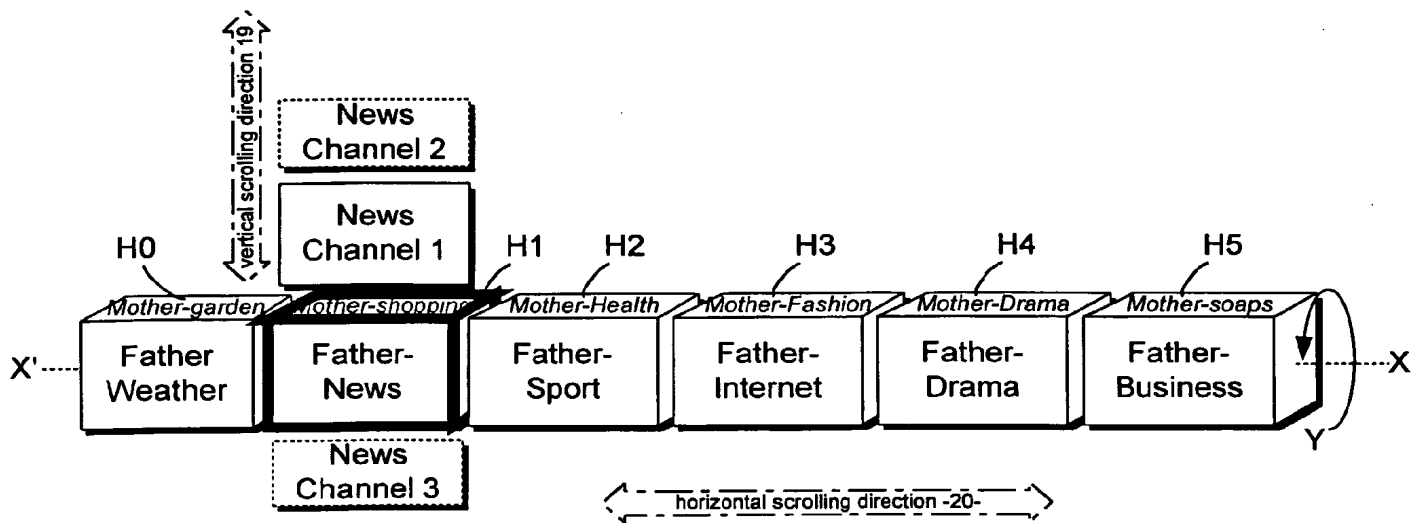 vertical scrolling direction 19
News
Channel 2
News
Channel 1
H0
H1
H2
H3
H4
H5
Mother-garden
Mother-shopping
Mother-Health
Mother-Fashion
Mother-Drama
Mother-soaps
X'
Father
Weather
Father-
News
Father-
Sport
Father-
Internet
Father-
Drama
Father-
Business
X
Y
News
Channel 3
horizontal scrolling direction -20-